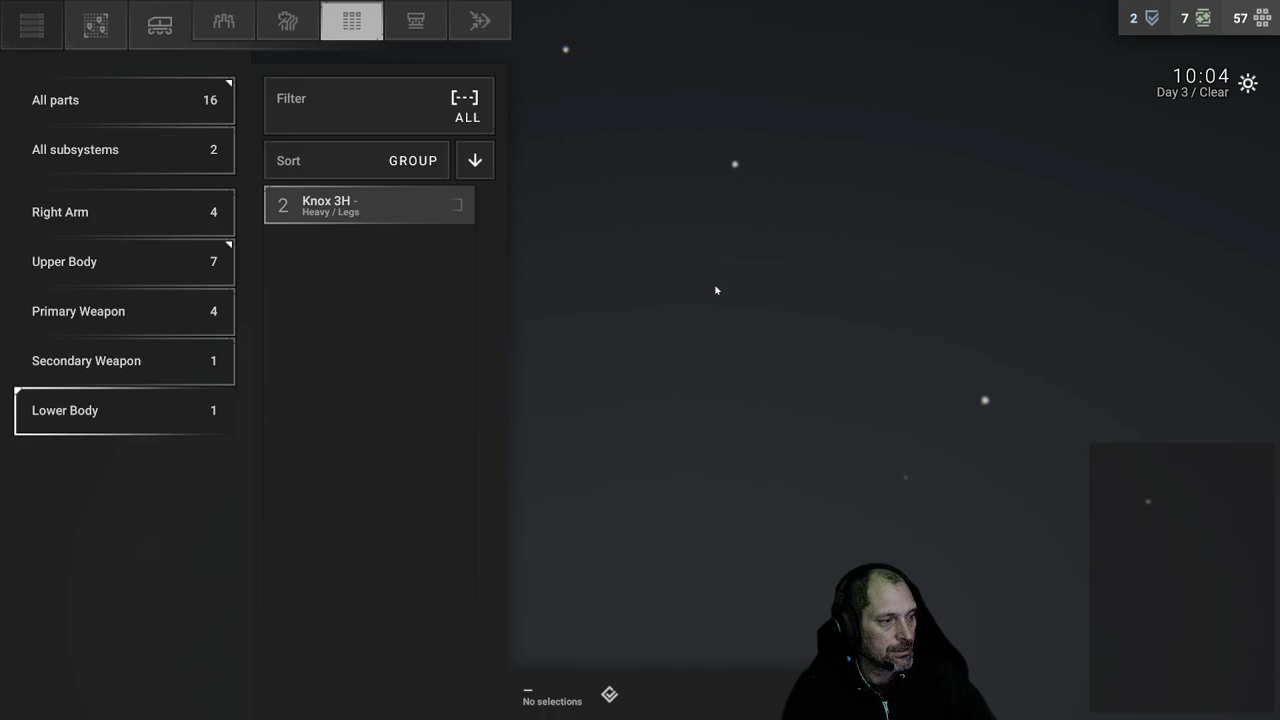 2
7
57
10:04
Day 3 / Clear
All parts 16
All subsystems 2
Right Arm 4
Upper Body 7
Primary Weapon 4
Secondary Weapon 1
Lower Body 1
Filter
[---]
ALL
Sort GROUP
2 Knox 3H -
Heavy / Legs
–
No selections